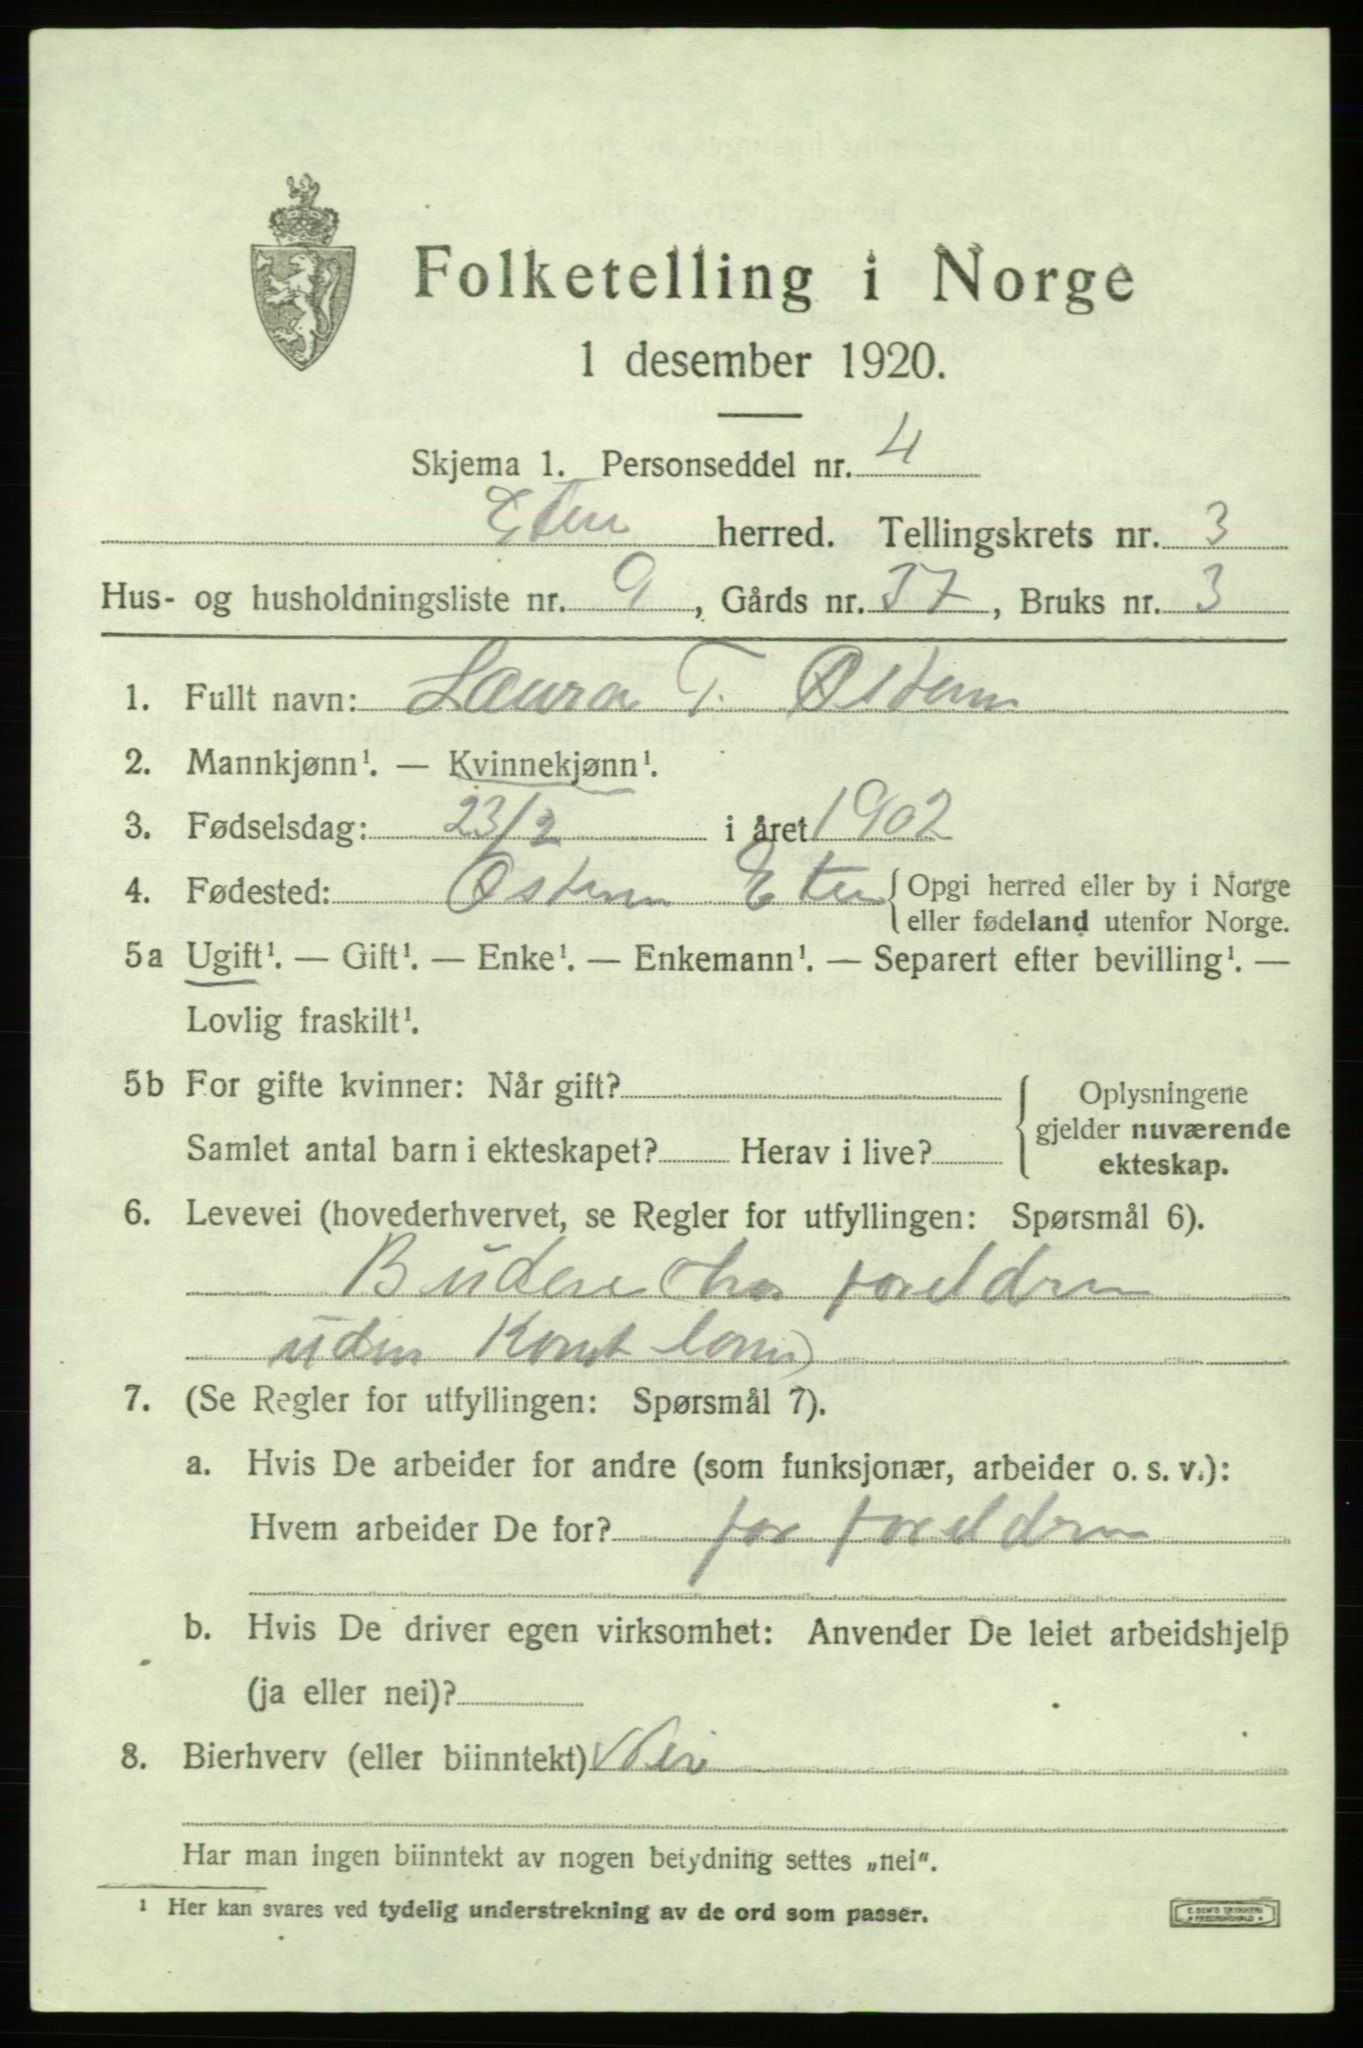 Folketelling i Norge
1 desember 1920.
Skjema 1. Personseddel nr. 4
Etne herred. Tellingskrets nr. 3
Hus- og husholdningsliste nr. 9, Gårds nr. 37, Bruks nr. 3
1. Fullt navn: Laura T. Østern
2. Mannkjønn¹. — Kvinnekjønn¹.
3. Fødselsdag: 23/2 i året 1902
4. Fødested: Østern Etne { Opgi herred eller by i Norge
eller fødeland utenfor Norge.
5a Ugift¹. — Gift¹. — Enke¹. — Enkemann¹. — Separert efter bevilling¹. —
Lovlig fraskilt¹.
5b For gifte kvinner: Når gift?
Samlet antal barn i ekteskapet? Herav i live?
{ Oplysningene
gjelder nuværende
ekteskap.
6. Levevei (hovederhvervet, se Regler for utfyllingen: Spørsmål 6).
Budeie hos foreldren
uden lønn)
7. (Se Regler for utfyllingen: Spørsmål 7).
a. Hvis De arbeider for andre (som funksjonær, arbeider o. s. v.):
Hvem arbeider De for? for foreldren
b. Hvis De driver egen virksomhet: Anvender De leiet arbeidshjelp
(ja eller nei)?
8. Bierhverv (eller biinntekt) Nei
Har man ingen biinntekt av nogen betydning settes „nei“.
¹ Her kan svares ved tydelig understrekning av de ord som passer.